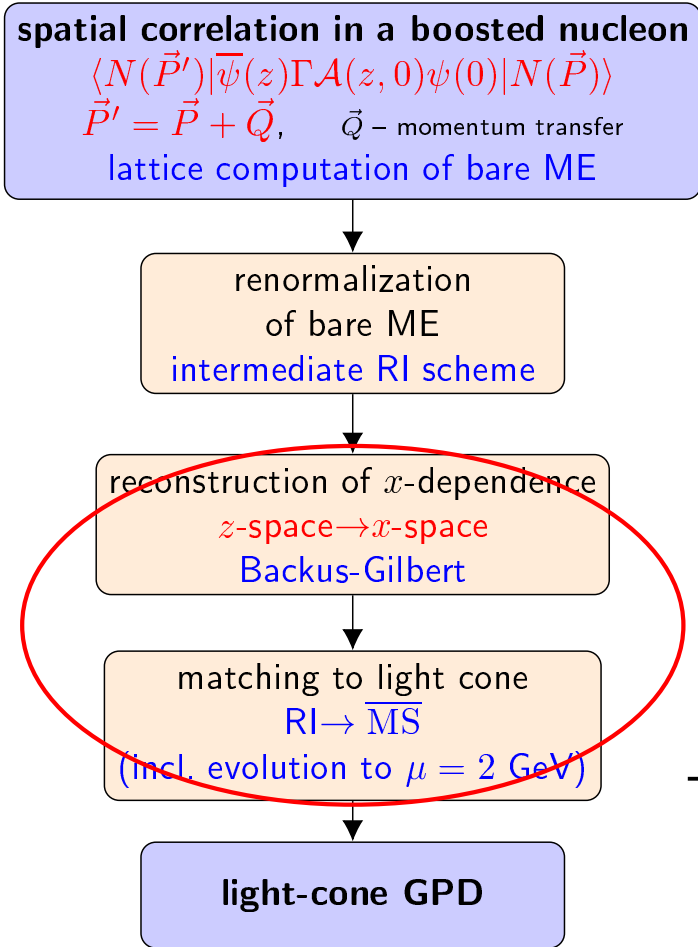 spatial correlation in a boosted nucleon
⟨N(P⃗′)|ψ̅(z)Γ𝒜(z,0)ψ(0)|N(P⃗)⟩
P⃗′ = P⃗ + Q⃗, Q⃗ – momentum transfer
lattice computation of bare ME
renormalization
of bare ME
intermediate RI scheme
reconstruction of x-dependence
z-space→x-space
Backus-Gilbert
matching to light cone
RI→ M̅S̅
(incl. evolution to μ = 2 GeV)
light-cone GPD